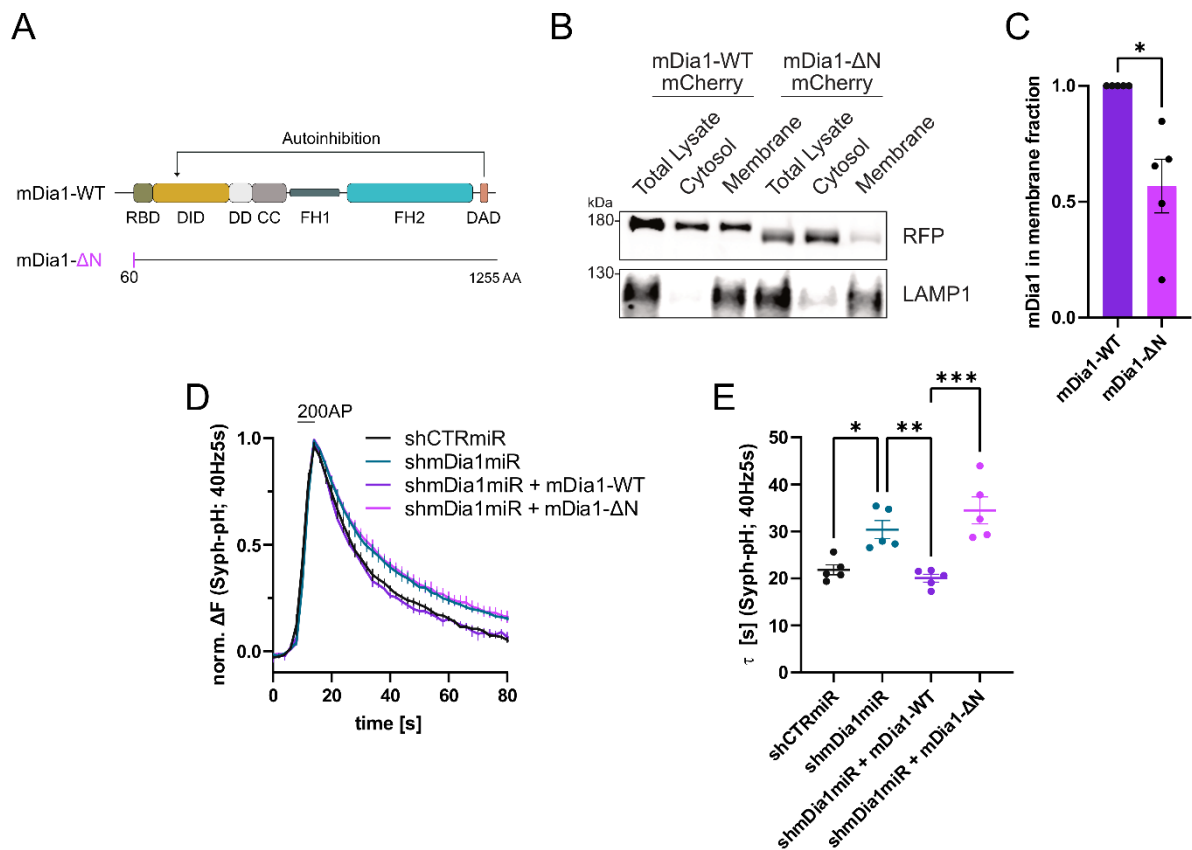 A
Autoinhibition
mDia1-WT
RBD DID DD CC FH1 FH2 DAD
mDia1-ΔN
60 1255 AA
B
mDia1-WT mCherry
mDia1-ΔN mCherry
Total Lysate
Cytosol
Membrane
Total Lysate
Cytosol
Membrane
kDa
180
RFP
130
LAMP1
C
*
mDia1 in membrane fraction
1.0
0.5
0.0
mDia1-WT
mDia1-ΔN
D
200AP
norm. ΔF (Syph-pH; 40Hz5s)
1.0
0.5
0.0
0 20 40 60 80
time [s]
shCTRmiR
shmDia1miR
shmDia1miR + mDia1-WT
shmDia1miR + mDia1-ΔN
E
***
* **
τ [s] (Syph-pH; 40Hz5s)
50
40
30
20
10
0
shCTRmiR
shmDia1miR
shmDia1miR + mDia1-WT
shmDia1miR + mDia1-ΔN